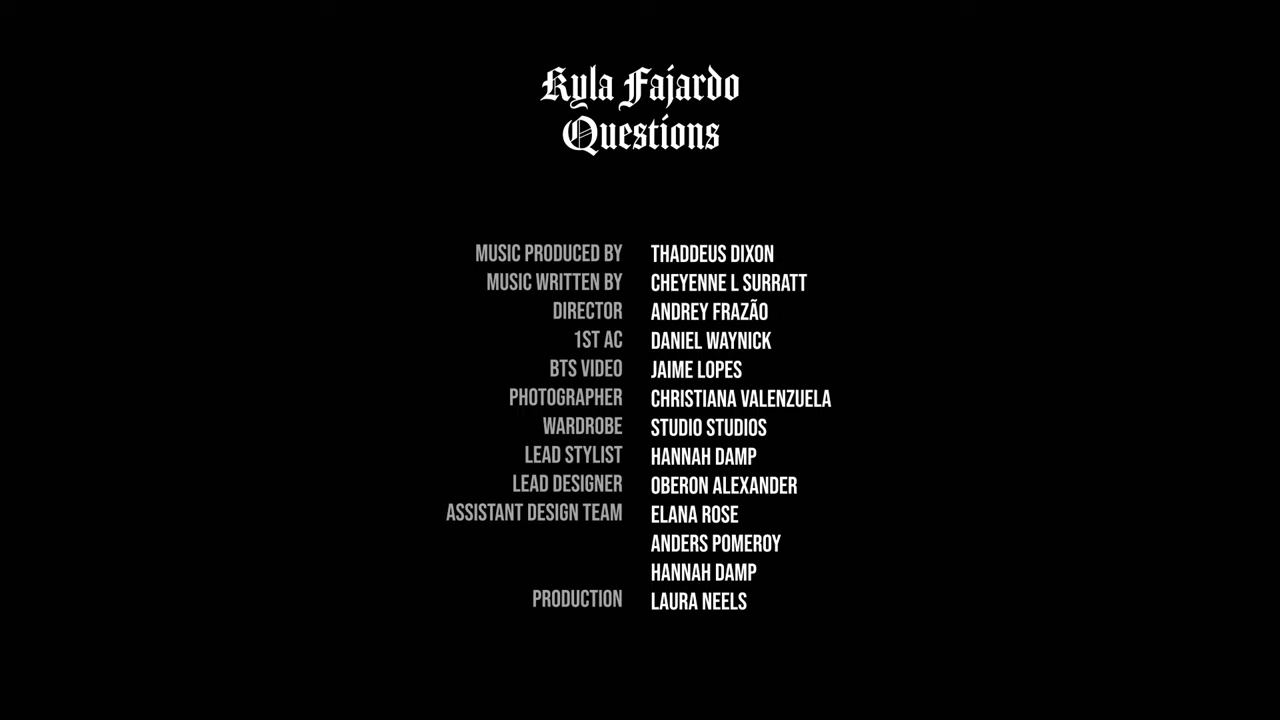 Kyla Fajardo
Questions
MUSIC PRODUCED BY THADDEUS DIXON
MUSIC WRITTEN BY CHEYENNE L SURRATT
DIRECTOR ANDREY FRAZÃO
1ST AC DANIEL WAYNICK
BTS VIDEO JAIME LOPES
PHOTOGRAPHER CHRISTIANA VALENZUELA
WARDROBE STUDIO STUDIOS
LEAD STYLIST HANNAH DAMP
LEAD DESIGNER OBERON ALEXANDER
ASSISTANT DESIGN TEAM ELANA ROSE
ANDERS POMEROY
HANNAH DAMP
PRODUCTION LAURA NEELS